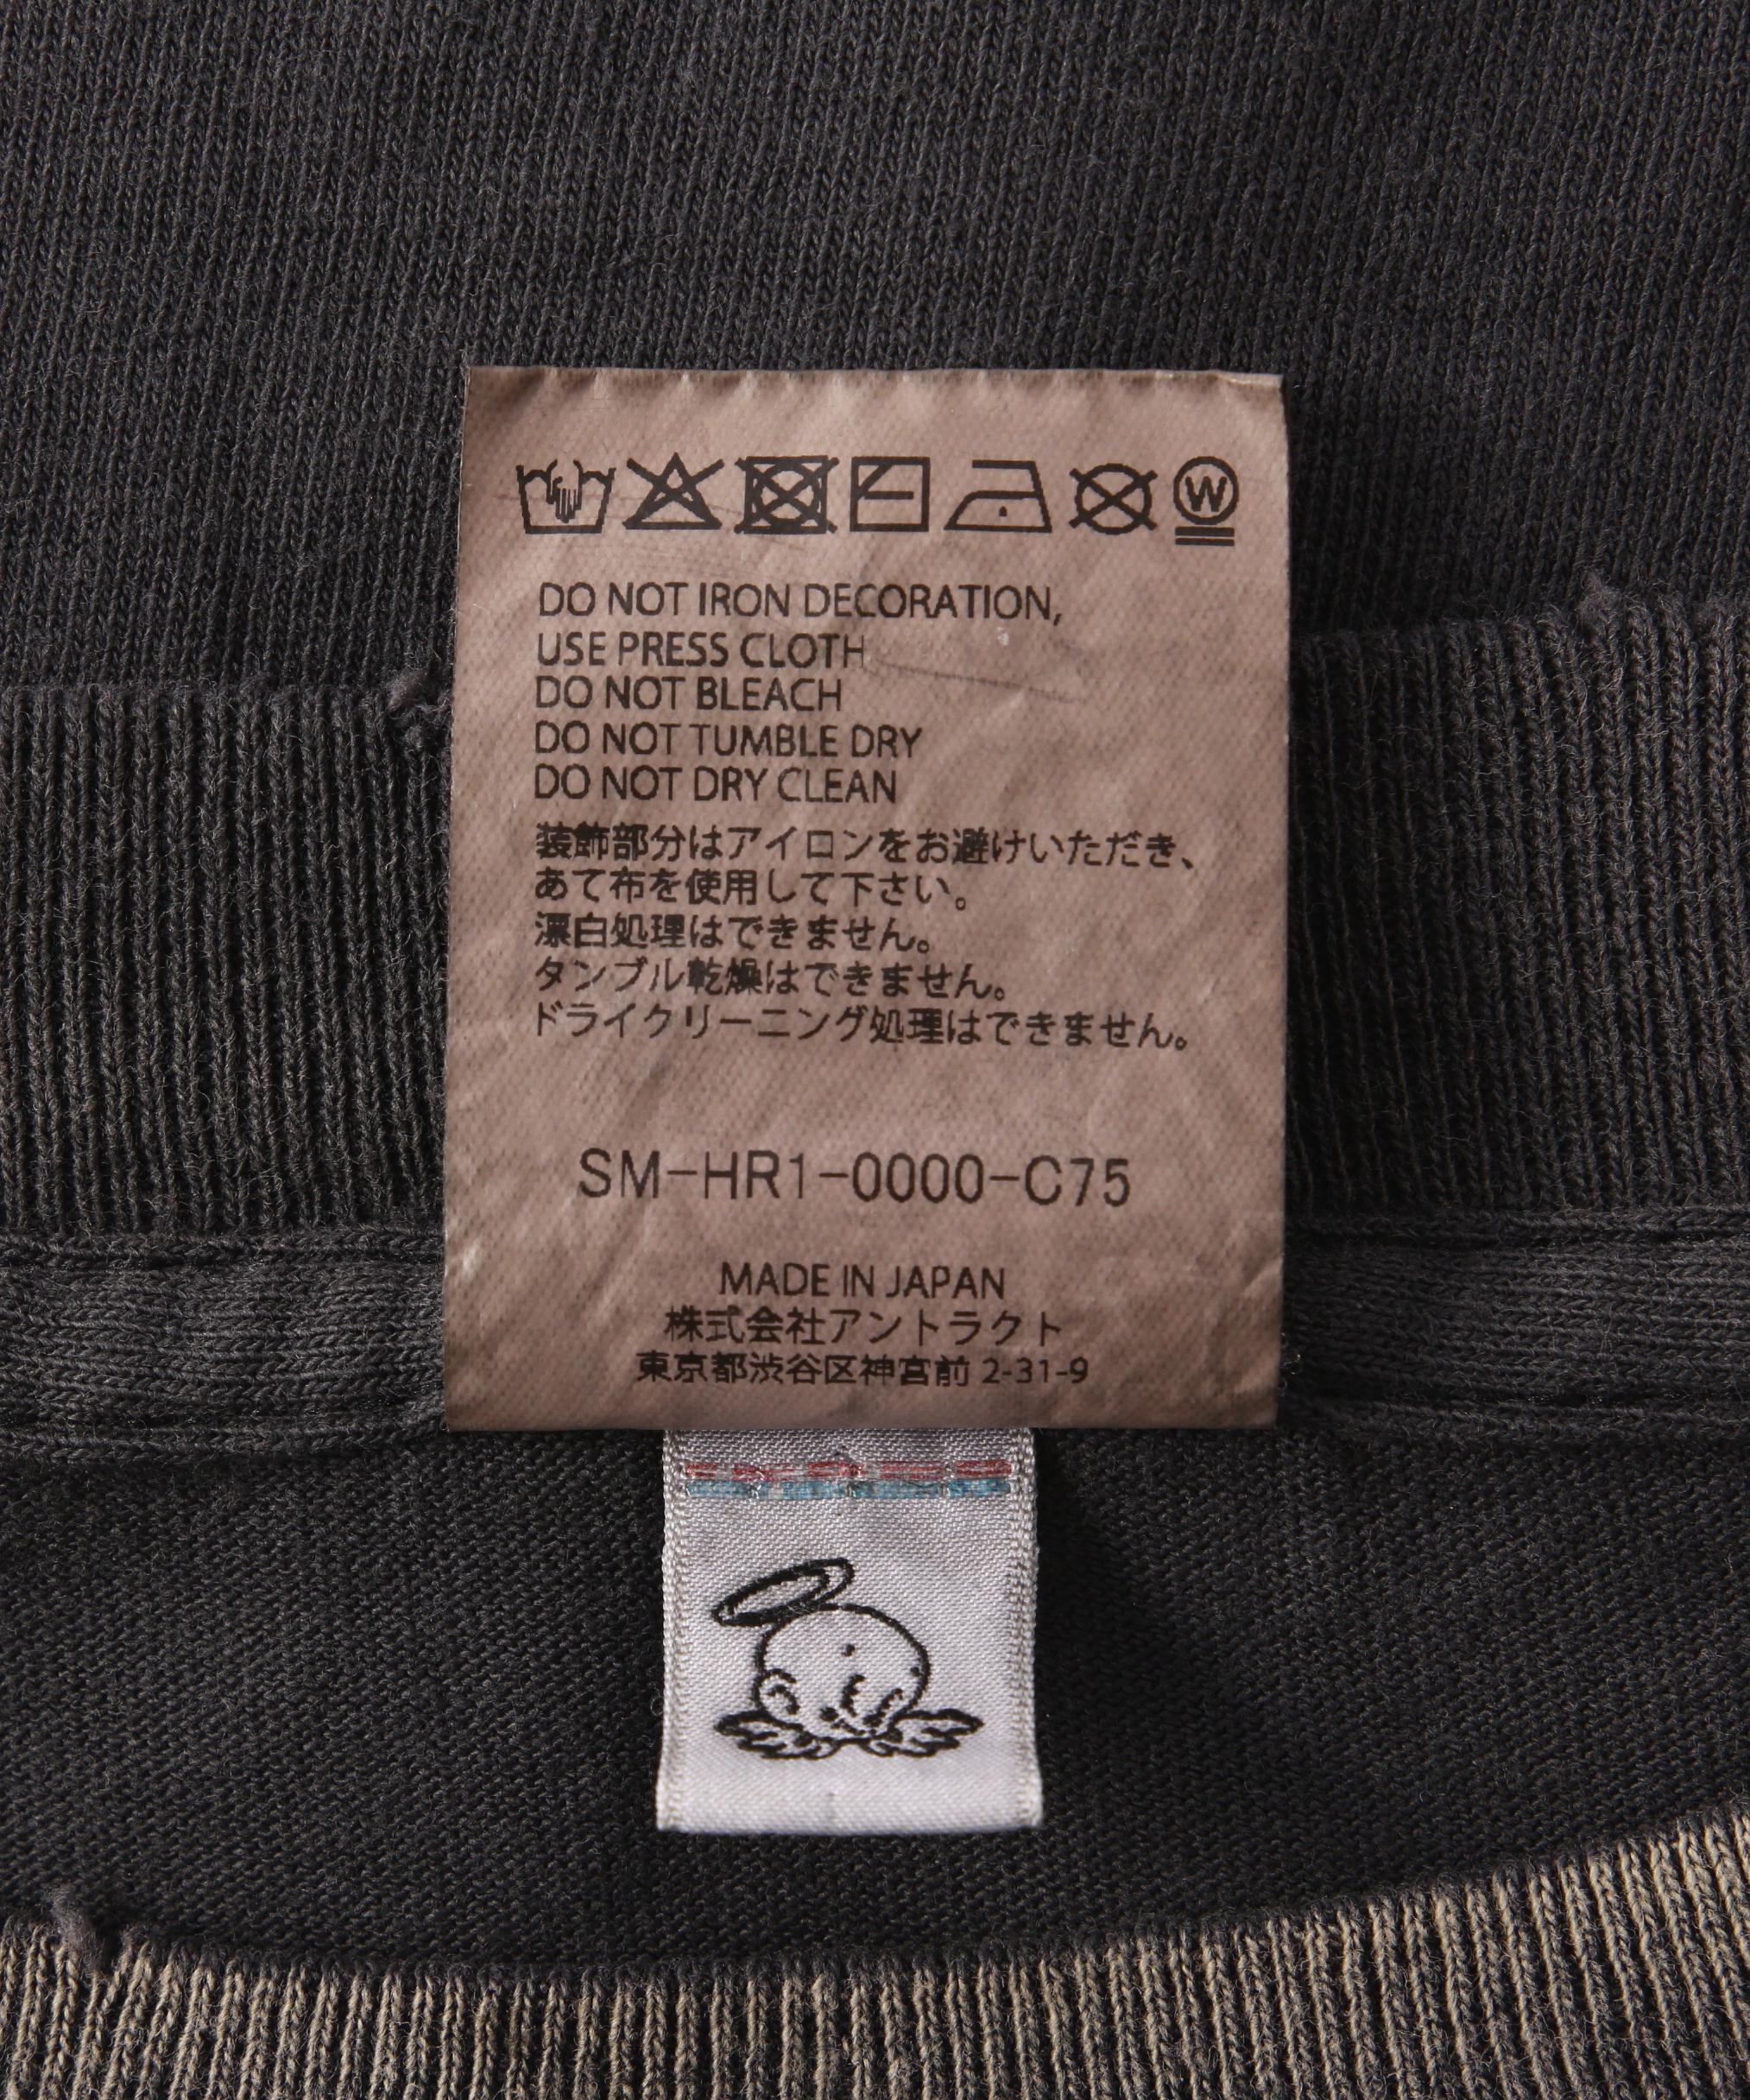 W
DO NOT IRON DECORATION,
USE PRESS CLOTH
DO NOT BLEACH
DO NOT TUMBLE DRY
DO NOT DRY CLEAN
装飾部分はアイロンをお避けいただき、
あて布を使用して下さい。
漂白処理はできません。
タンブル乾燥はできません。
ドライクリーニング処理はできません。
SM-HR1-0000-C75
MADE IN JAPAN
株式会社アントラクト
東京都渋谷区神宮前 2-31-9